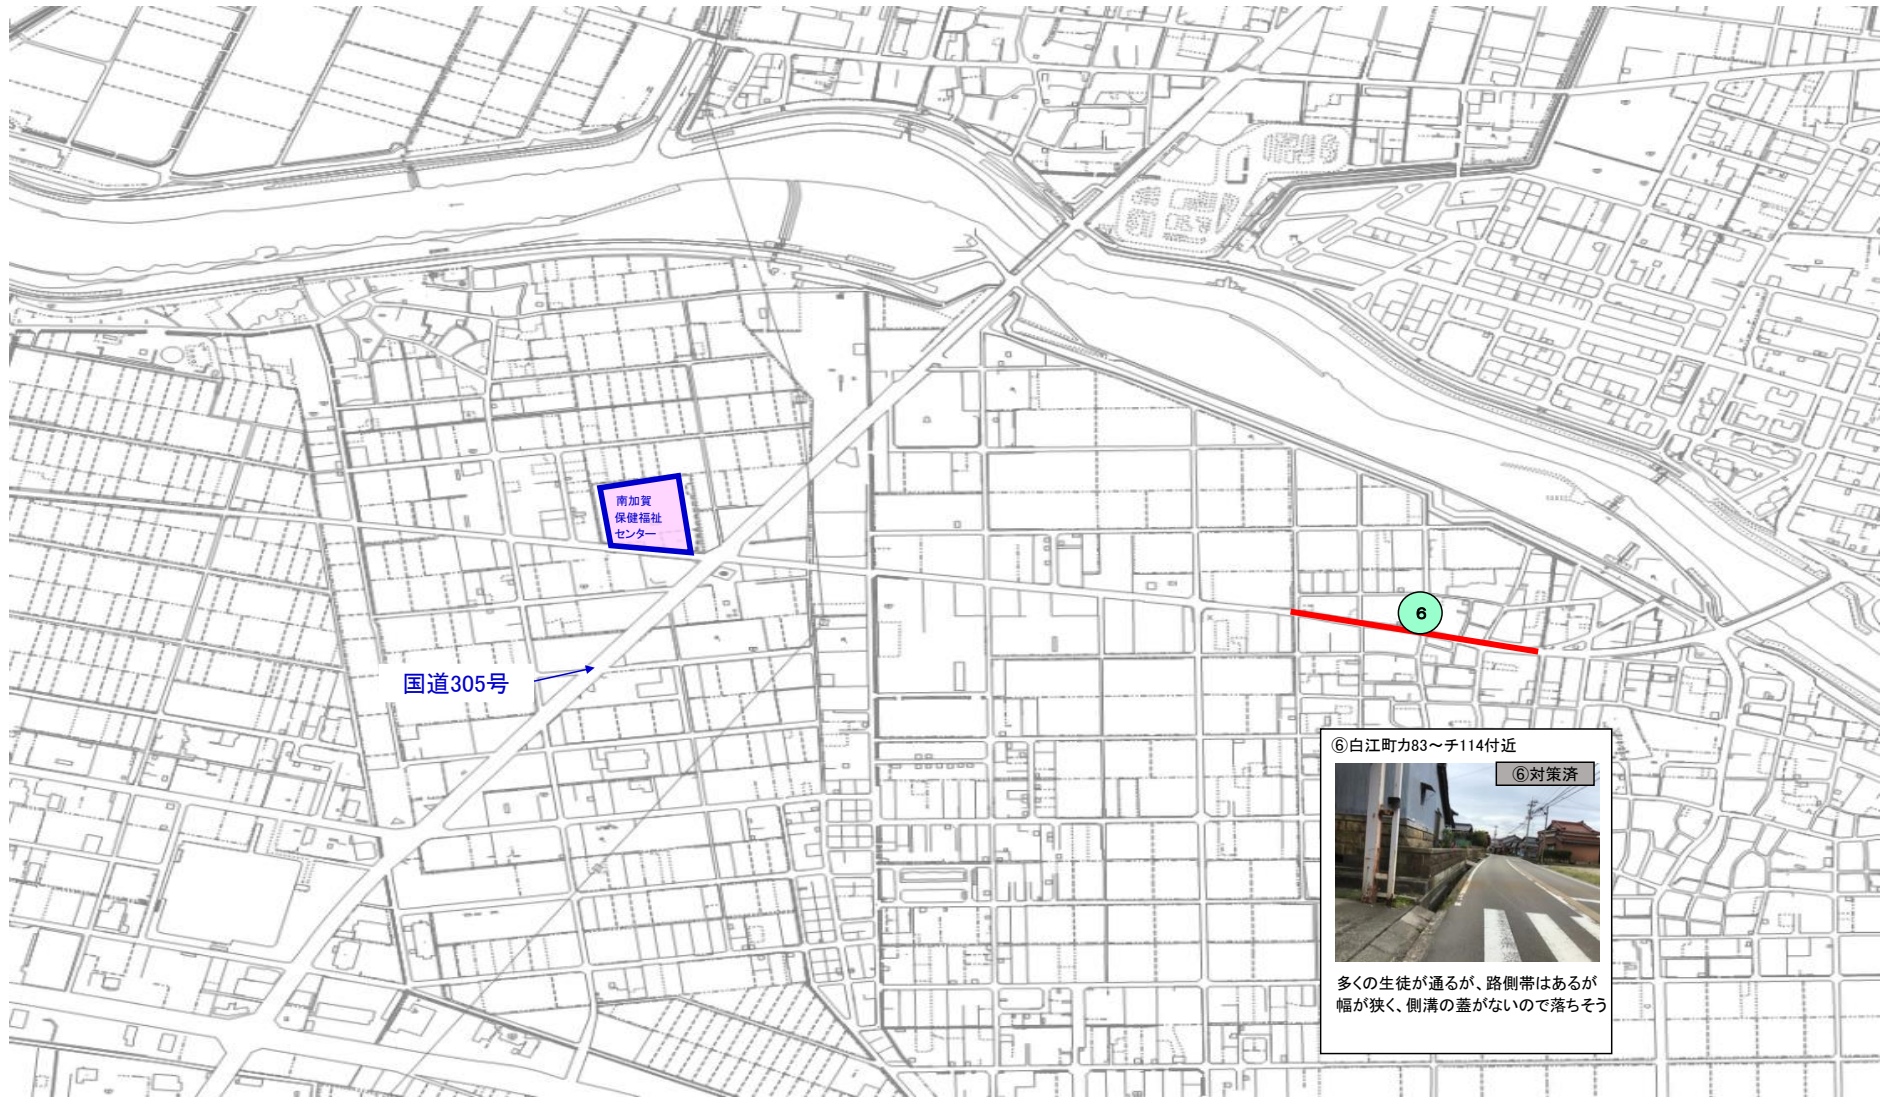 南加賀
保健福祉
センター
国道305号
6
⑥白江町カ83～チ114付近
⑥対策済
多くの生徒が通るが、路側帯はあるが
幅が狭く、側溝の蓋がないので落ちそう